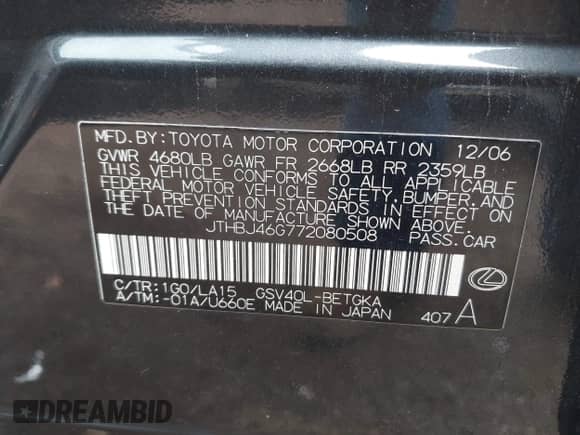 MFD.BY:TOYOTA MOTOR CORPORATION 12/06
GVWR 4680LB GAWR FR 2668LB RR 2359LB
THIS VEHICLE CONFORMS TO ALL APPLICABLE
FEDERAL MOTOR VEHICLE SAFETY,BUMPER,AND
THEFT PREVENTION STANDARDS IN EFFECT ON
THE DATE OF MANUFACTURE SHOWN ABOVE.
JTHBJ46G772080508 PASS.CAR
C/TR:1G0/LA15 GSV40L-BETGKA
A/TM:-01A/U660E MADE IN JAPAN 407 A
DREAMBID